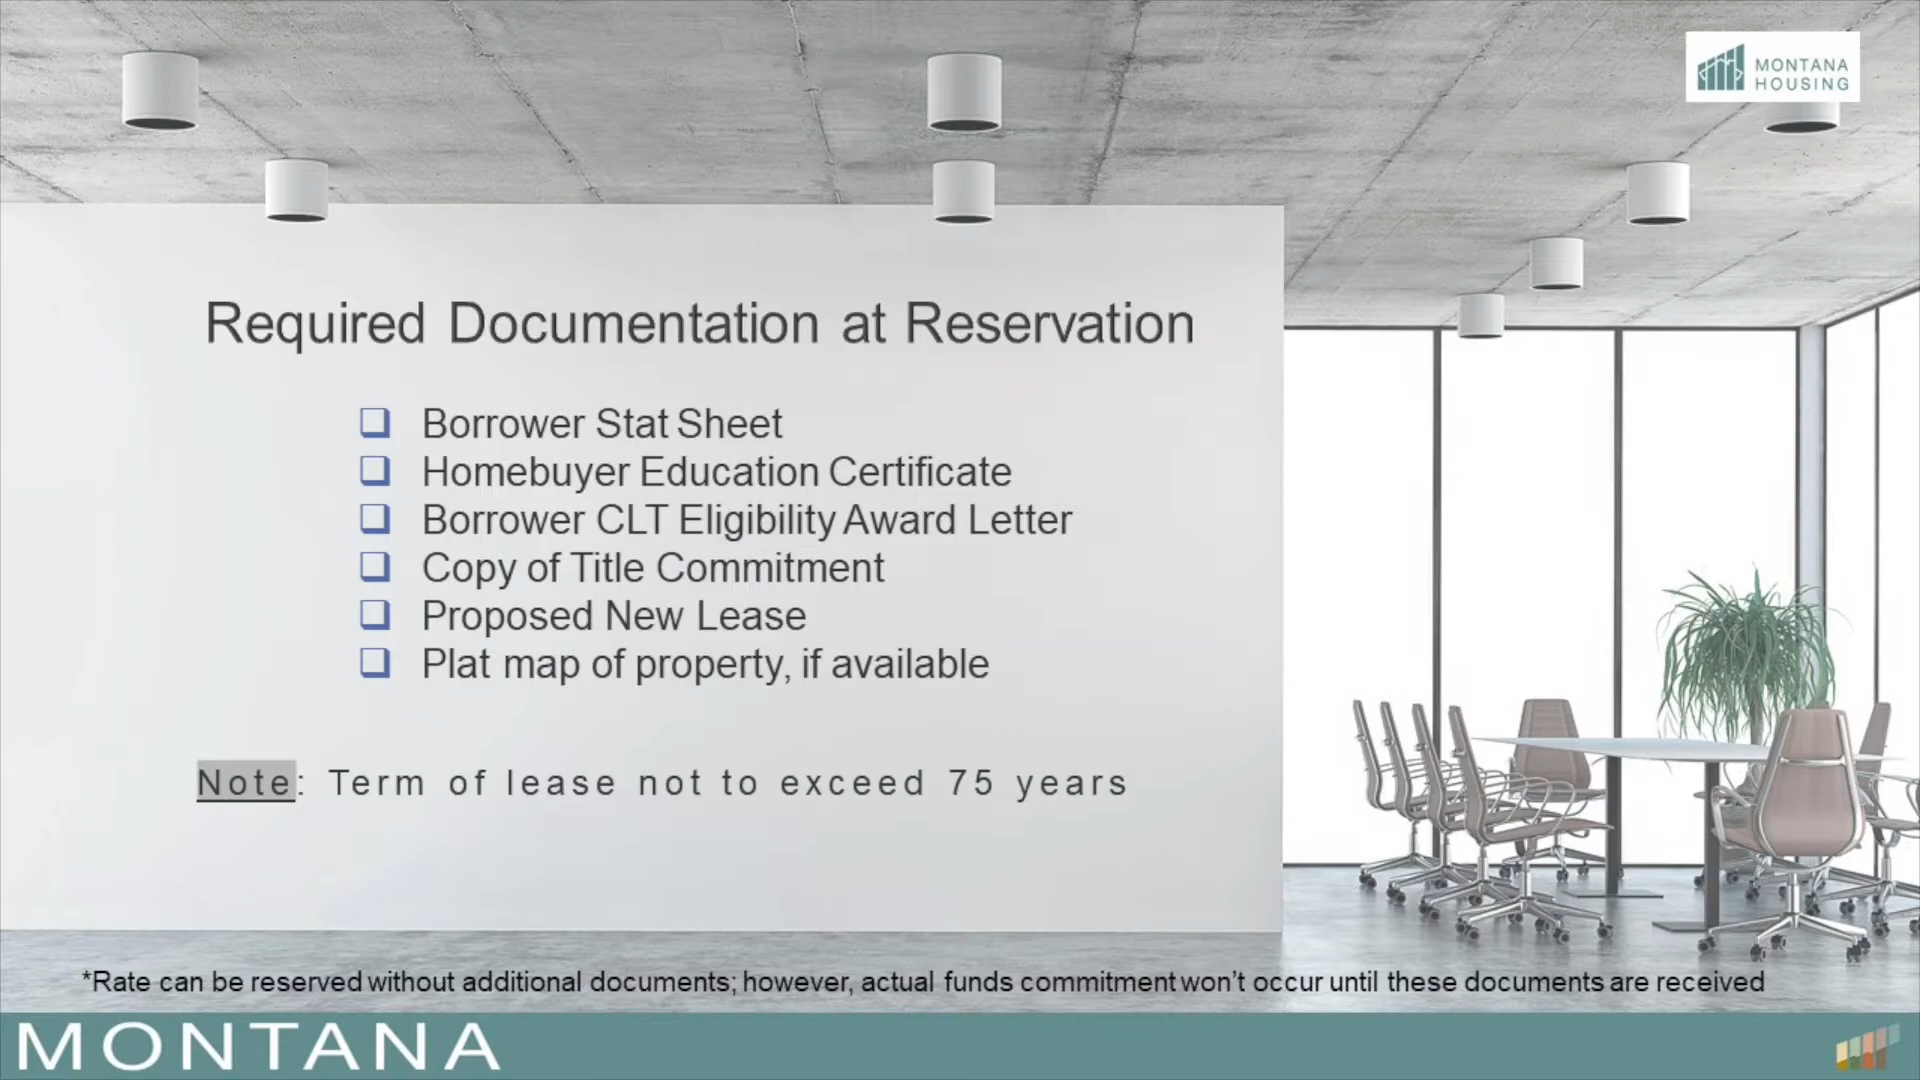 MONTANA
HOUSING
Required Documentation at Reservation
Borrower Stat Sheet
Homebuyer Education Certificate
Borrower CLT Eligibility Award Letter
Copy of Title Commitment
Proposed New Lease
Plat map of property, if available
Note: Term of lease not to exceed 75 years
*Rate can be reserved without additional documents; however, actual funds commitment won't occur until these documents are received
MONTANA